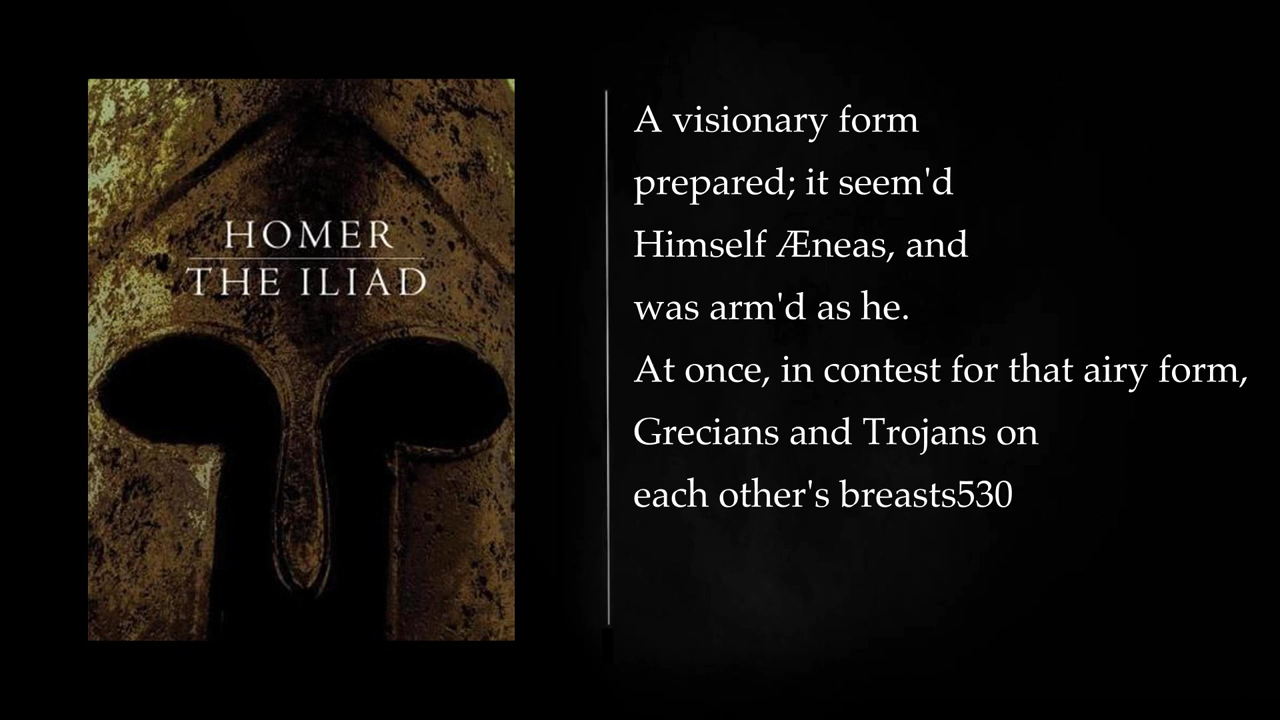 HOMER
THE ILIAD
A visionary form
prepared; it seem'd
Himself Æneas, and
was arm'd as he.
At once, in contest for that airy form,
Grecians and Trojans on
each other's breasts530